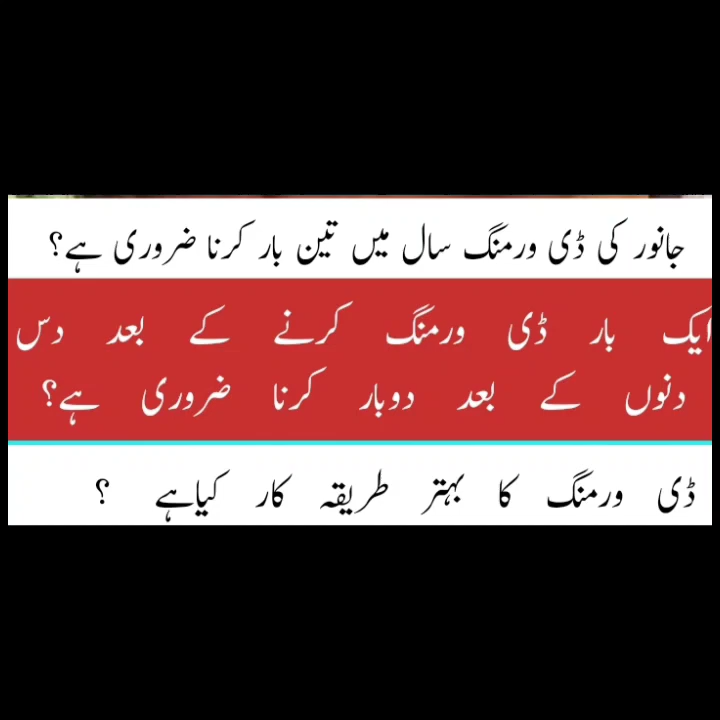 جانور کی ڈی ورمنگ سال میں تین بار کرنا ضروری ہے؟
ایک بار ڈی ورمنگ کرنے کے بعد دس
دنوں کے بعد دوبار کرنا ضروری ہے؟
ڈی ورمنگ کا بہتر طریقہ کار کیاہے ؟